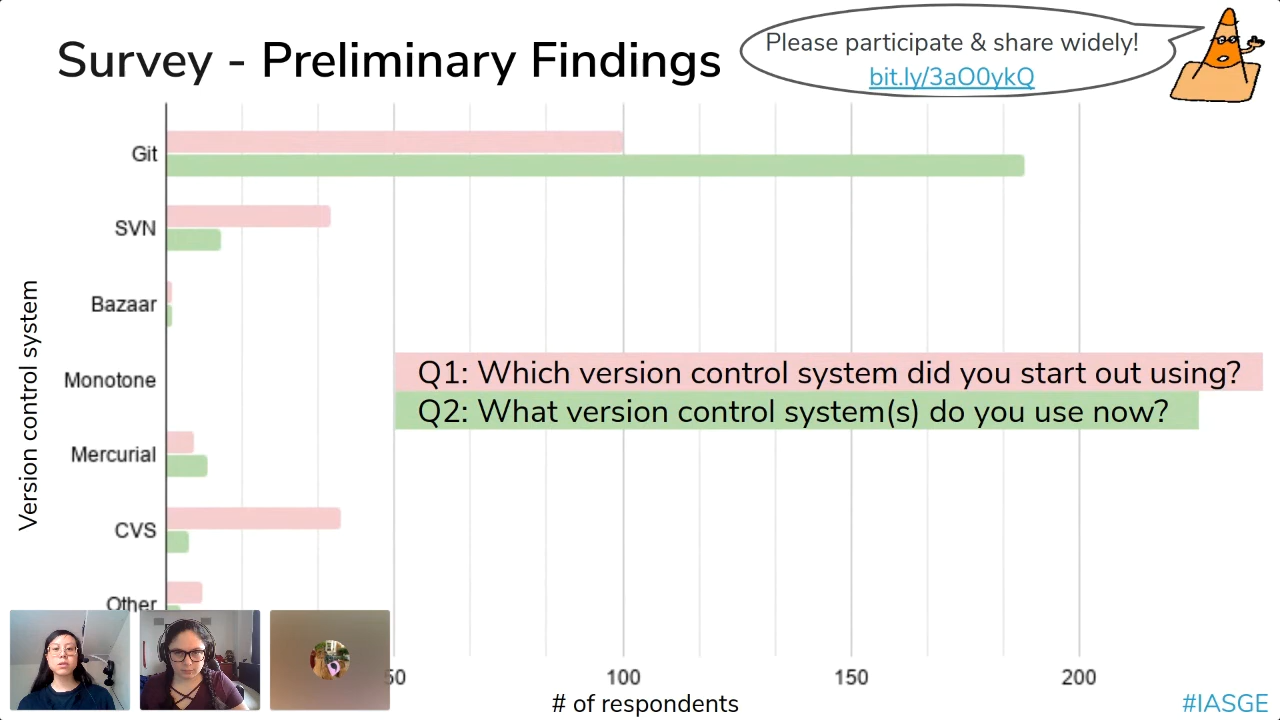 Survey - Preliminary Findings
Please participate & share widely!
bit.ly/3aO0ykQ
Git
SVN
Bazaar
Monotone
Mercurial
CVS
Other
Version control system
Q1: Which version control system did you start out using?
Q2: What version control system(s) do you use now?
50
100
150
200
# of respondents
#IASGE